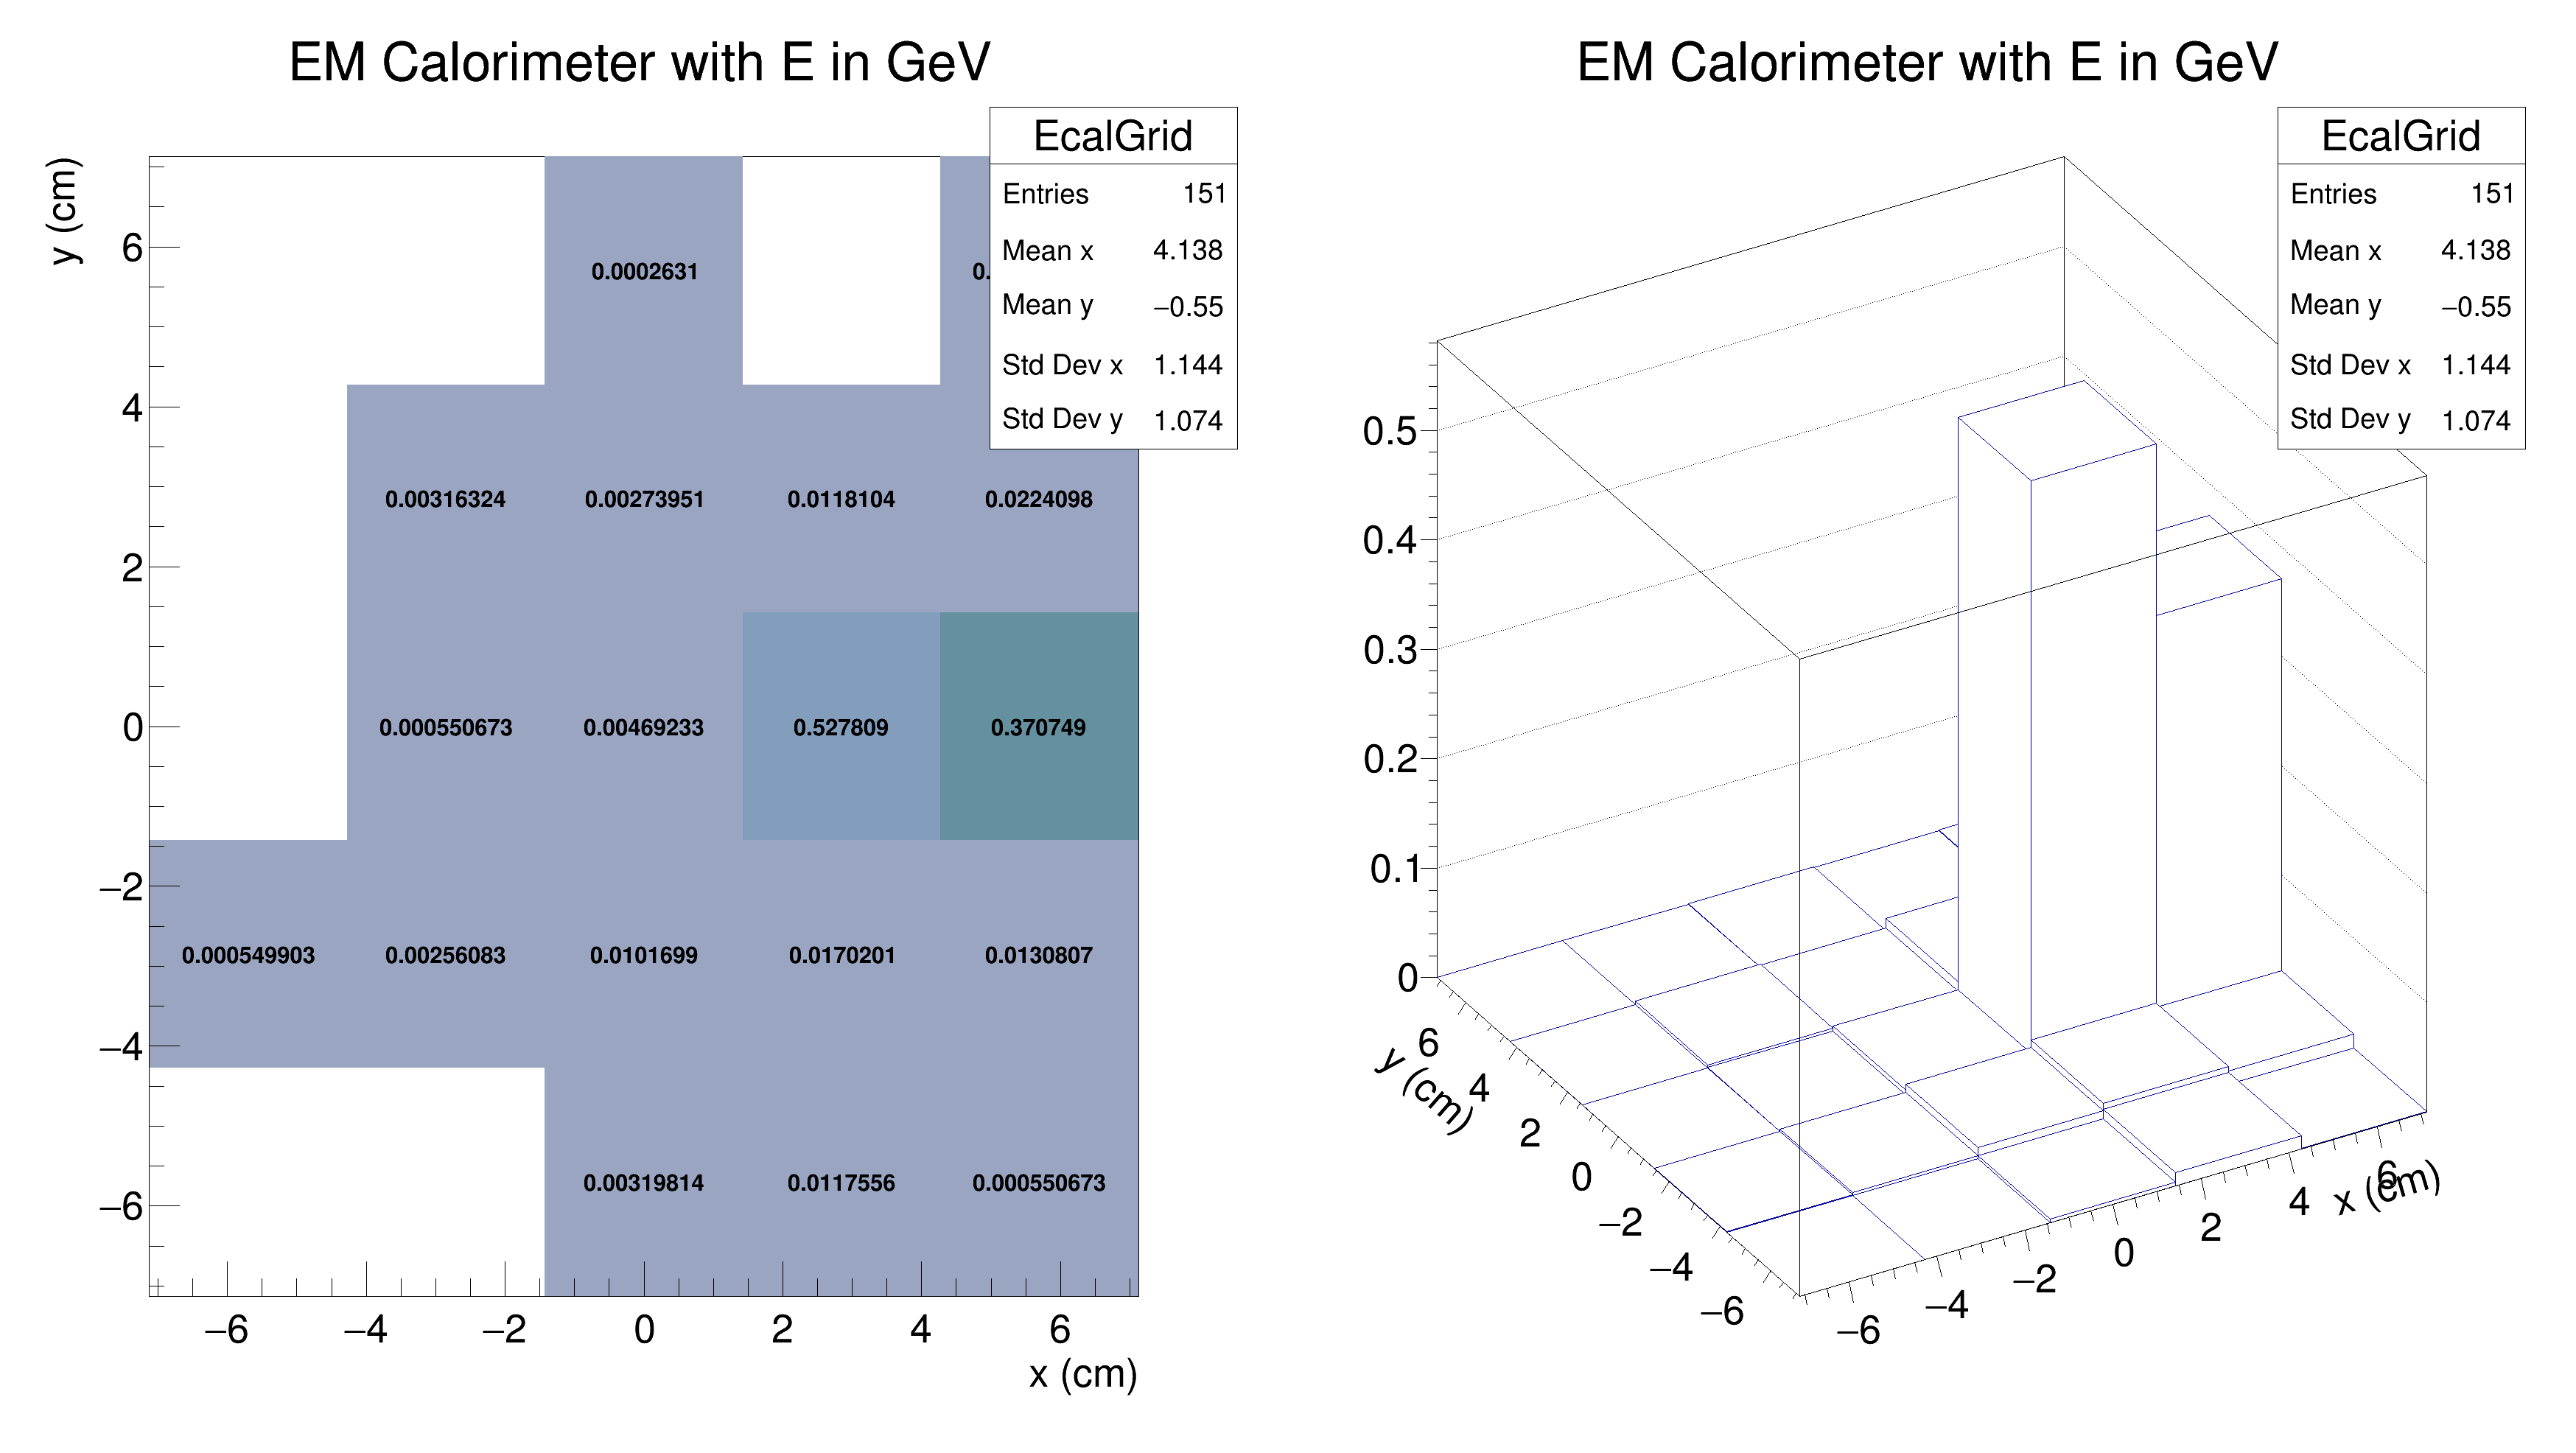 EM Calorimeter with E in GeV
EcalGrid
Entries 151
Mean x 4.138
Mean y −0.55
Std Dev x 1.144
Std Dev y 1.074
y (cm)
6
4
2
0
−2
−4
−6
0.0002631
0.00316324 0.00273951 0.0118104 0.0224098
0.000550673 0.00469233 0.527809 0.370749
0.000549903 0.00256083 0.0101699 0.0170201 0.0130807
0.00319814 0.0117556 0.000550673
−6 −4 −2 0 2 4 6
x (cm)
EM Calorimeter with E in GeV
EcalGrid
Entries 151
Mean x 4.138
Mean y −0.55
Std Dev x 1.144
Std Dev y 1.074
0.5
0.4
0.3
0.2
0.1
0
y (cm)
6
4
2
0
−2
−4
−6
−6 −4 −2 0 2 4 6
x (cm)